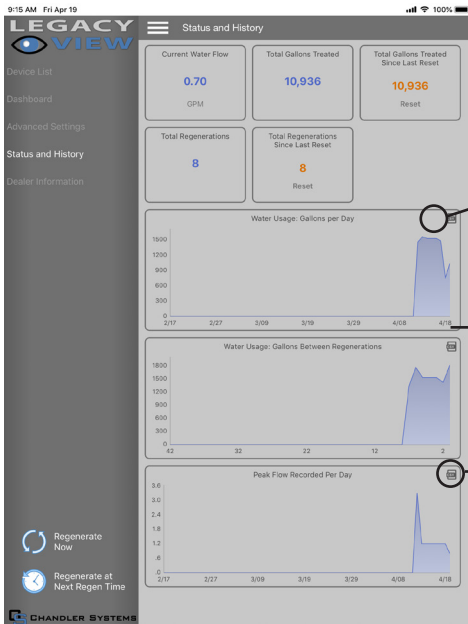 9:15 AM Fri Apr 19
100%
LEGACY
VIEW
Device List
Dashboard
Advanced Settings
Status and History
Dealer Information
Regenerate
Now
Regenerate at
Next Regen Time
CHANDLER SYSTEMS
Status and History
Current Water Flow
0.70
GPM
Total Gallons Treated
10,936
Total Gallons Treated
Since Last Reset
10,936
Reset
Total Regenerations
8
Total Regenerations
Since Last Reset
8
Reset
Water Usage: Gallons per Day
1500
1200
900
600
300
0
2/17 2/27 3/09 3/19 3/29 4/08 4/18
Water Usage: Gallons Between Regenerations
1800
1500
1200
900
600
300
0
42 32 22 12 2
Peak Flow Recorded Per Day
3.6
3.0
2.4
1.8
1.2
.6
.0
2/17 2/27 3/09 3/19 3/29 4/08 4/18